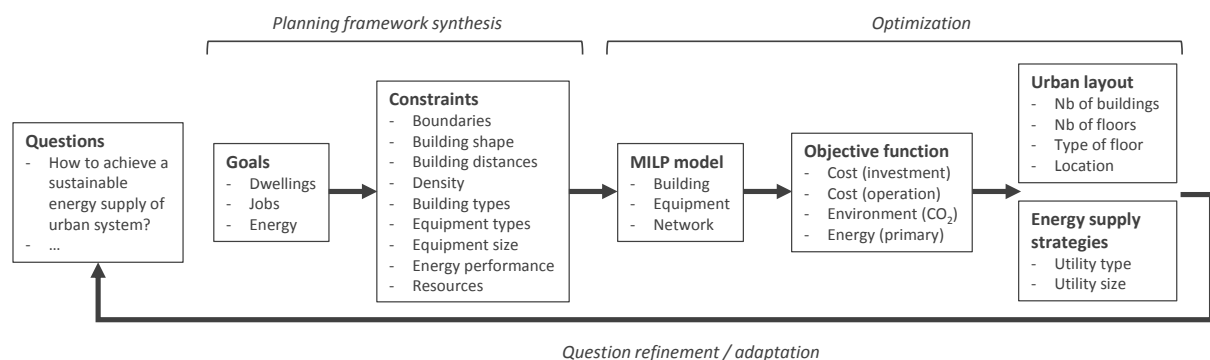 Planning framework synthesis
Optimization
Questions
- How to achieve a
sustainable
energy supply of
urban system?
- ...
Goals
- Dwellings
- Jobs
- Energy
Constraints
- Boundaries
- Building shape
- Building distances
- Density
- Building types
- Equipment types
- Equipment size
- Energy performance
- Resources
MILP model
- Building
- Equipment
- Network
Objective function
- Cost (investment)
- Cost (operation)
- Environment (CO₂)
- Energy (primary)
Urban layout
- Nb of buildings
- Nb of floors
- Type of floor
- Location
Energy supply
strategies
- Utility type
- Utility size
Question refinement / adaptation